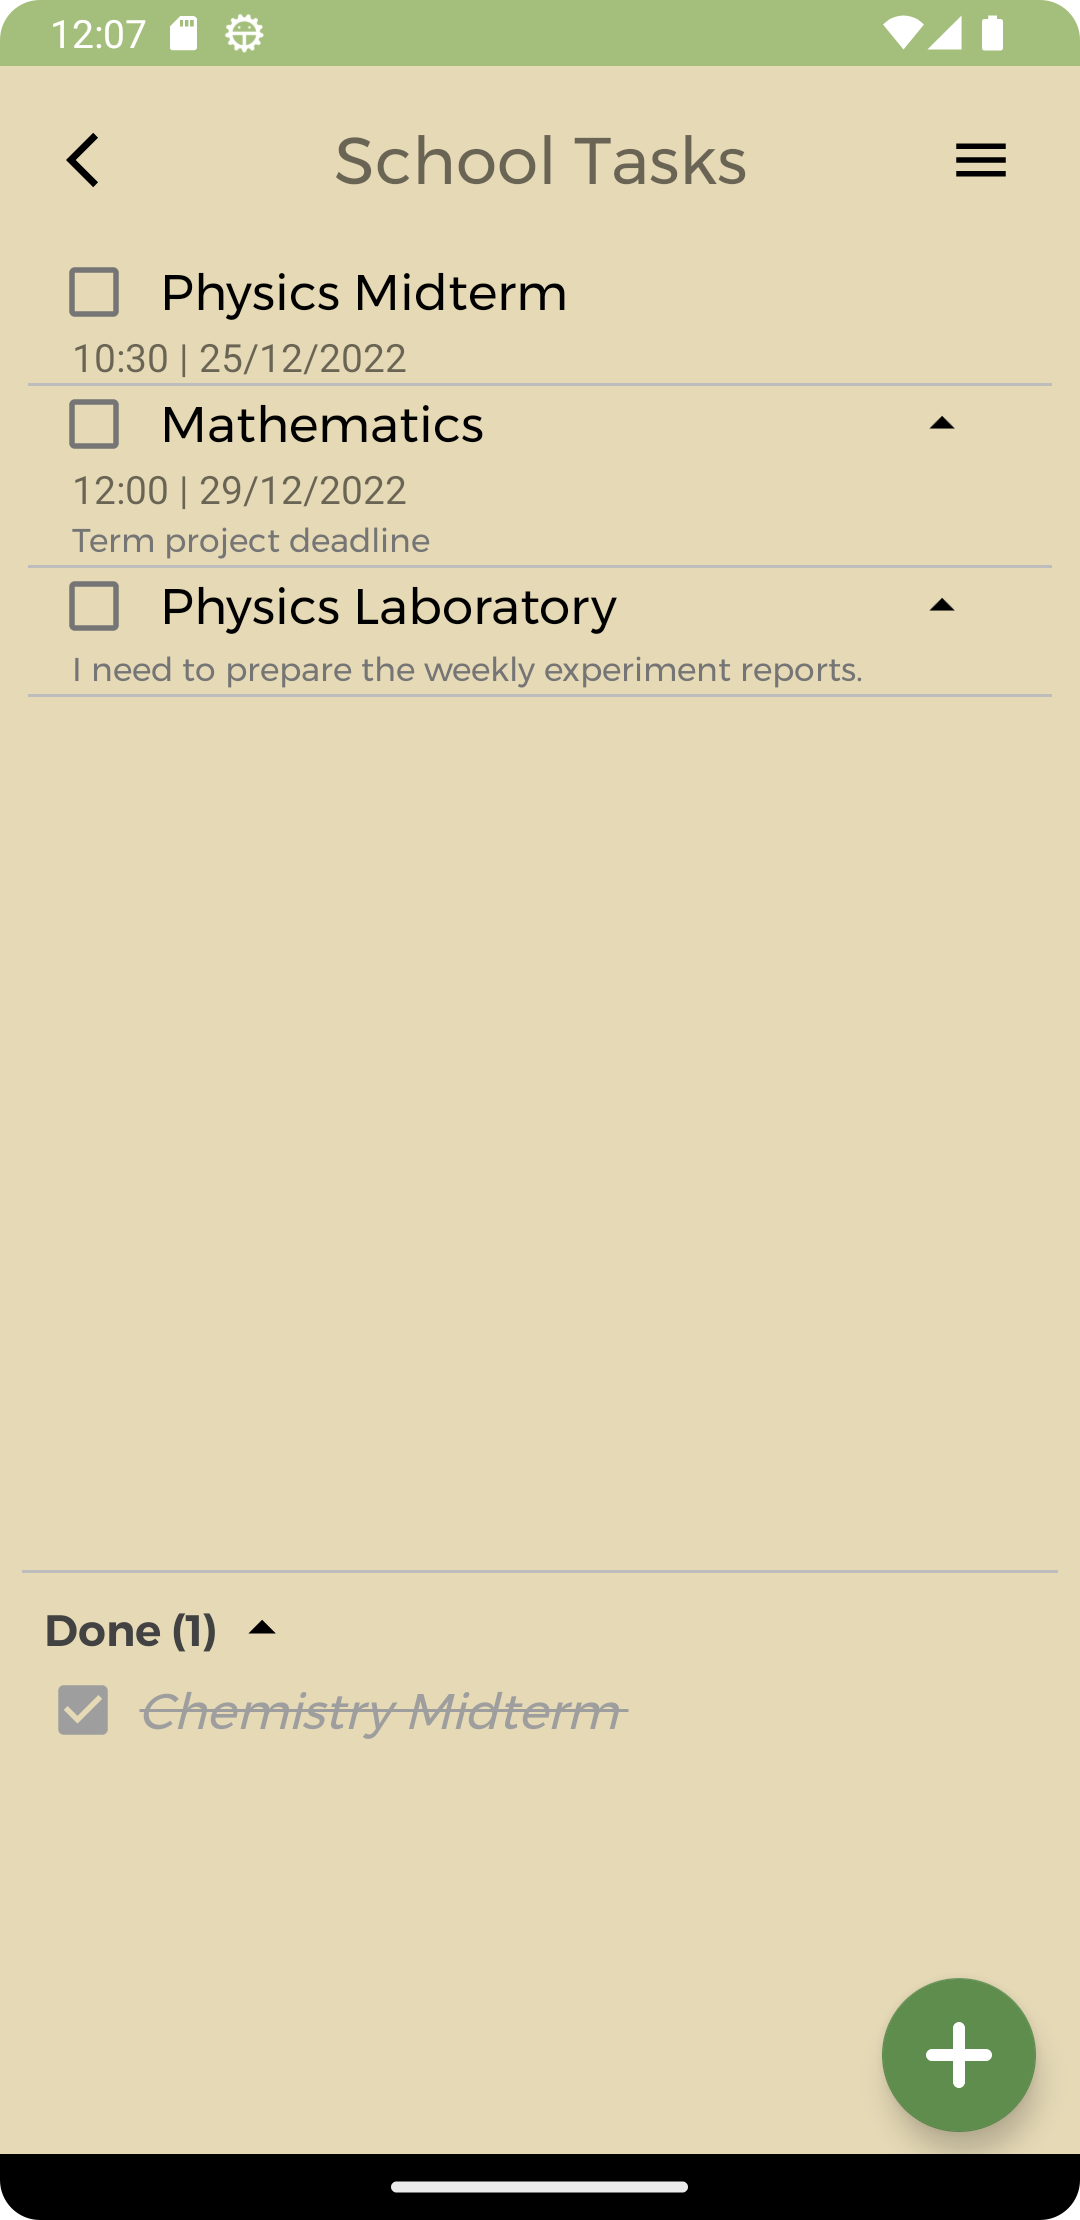 12:07
School Tasks
Physics Midterm
10:30 | 25/12/2022
Mathematics
12:00 | 29/12/2022
Term project deadline
Physics Laboratory
I need to prepare the weekly experiment reports.
Done (1)
Chemistry Midterm